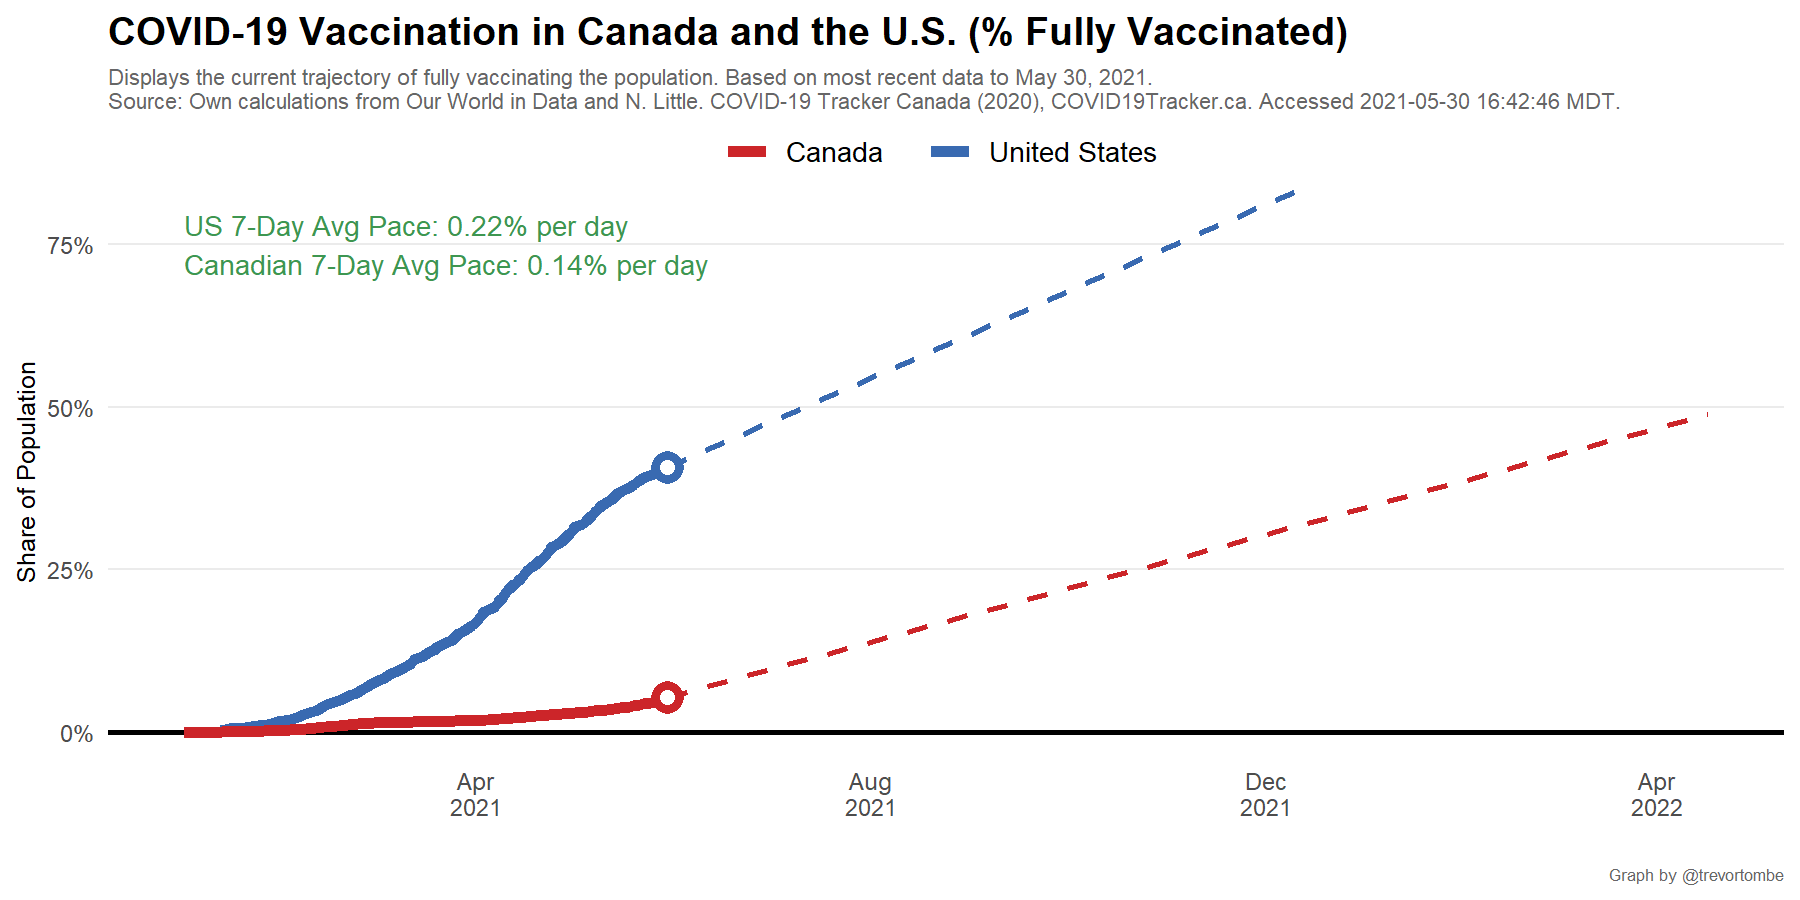 COVID-19 Vaccination in Canada and the U.S. (% Fully Vaccinated)
Displays the current trajectory of fully vaccinating the population. Based on most recent data to May 30, 2021.
Source: Own calculations from Our World in Data and N. Little. COVID-19 Tracker Canada (2020), COVID19Tracker.ca. Accessed 2021-05-30 16:42:46 MDT.
Canada
United States
US 7-Day Avg Pace: 0.22% per day
Canadian 7-Day Avg Pace: 0.14% per day
Share of Population
75%
50%
25%
0%
Apr
2021
Aug
2021
Dec
2021
Apr
2022
Graph by @trevortombe